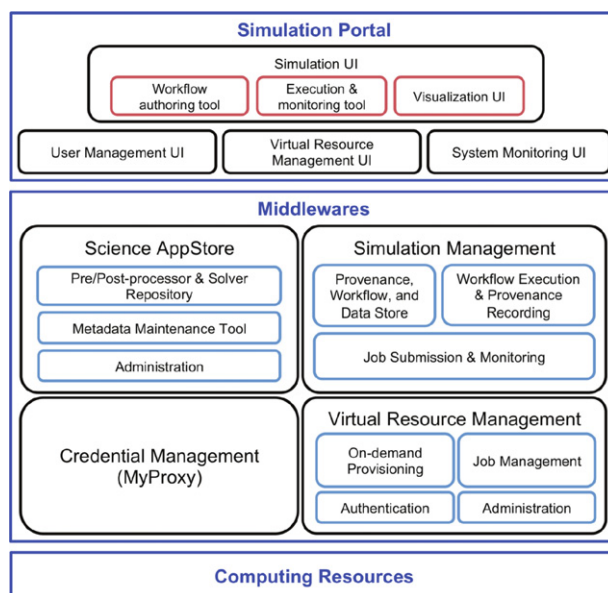 Simulation Portal
Simulation UI
Workflow
authoring tool
Execution &
monitoring tool
Visualization UI
User Management UI
Virtual Resource
Management UI
System Monitoring UI
Middlewares
Science AppStore
Pre/Post-processor & Solver
Repository
Metadata Maintenance Tool
Administration
Simulation Management
Provenance,
Workflow, and
Data Store
Workflow Execution
& Provenance
Recording
Job Submission & Monitoring
Credential Management
(MyProxy)
Virtual Resource Management
On-demand
Provisioning
Job Management
Authentication
Administration
Computing Resources